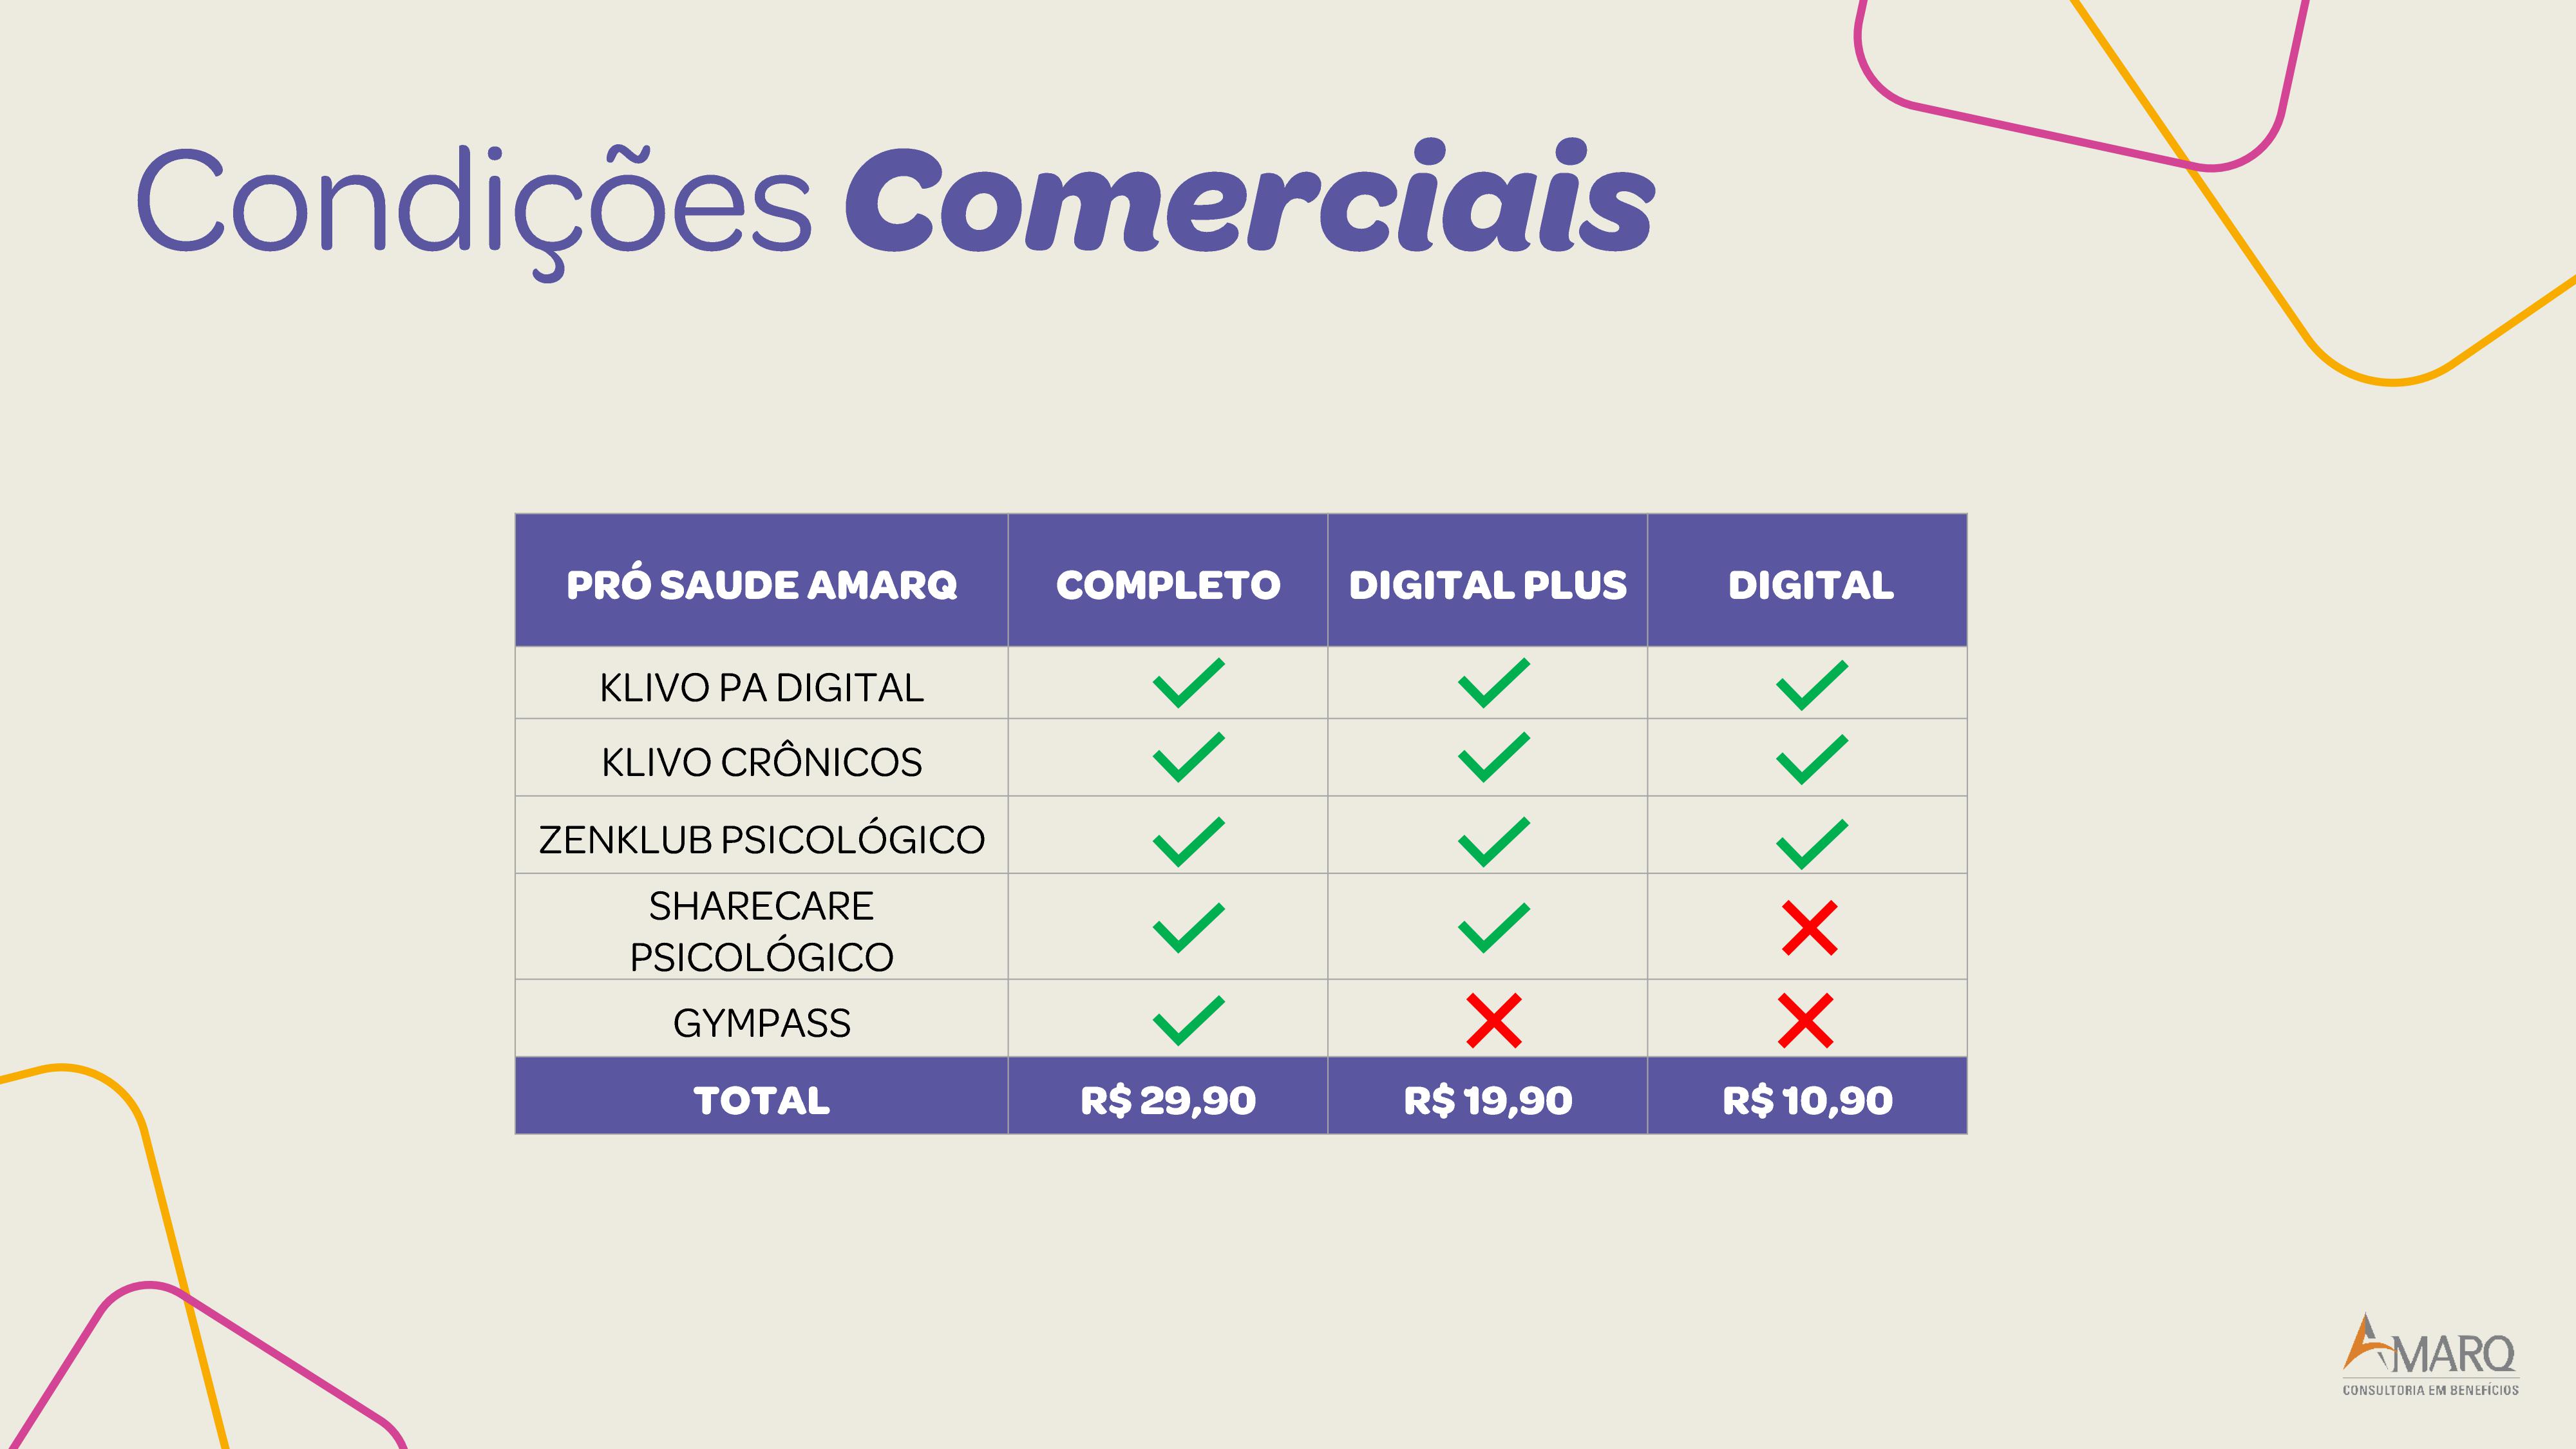 Condições Comerciais
PRÓ SAUDE AMARQ COMPLETO DIGITAL PLUS DIGITAL
KLIVO PA DIGITAL
KLIVO CRÔNICOS
ZENKLUB PSICOLÓGICO
SHARECARE
PSICOLÓGICO
GYMPASS
TOTAL R$ 29,90 R$ 19,90 R$ 10,90
AMARQ
CONSULTORIA EM BENEFÍCIOS